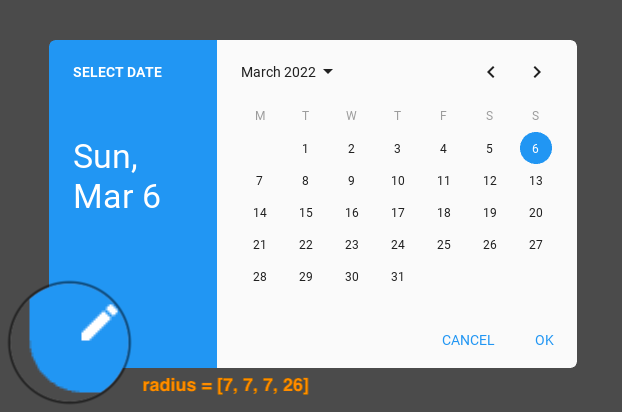 SELECT DATE
Sun,
Mar 6
March 2022
M T W T F S S
1 2 3 4 5 6
7 8 9 10 11 12 13
14 15 16 17 18 19 20
21 22 23 24 25 26 27
28 29 30 31
CANCEL OK
radius = [7, 7, 7, 26]